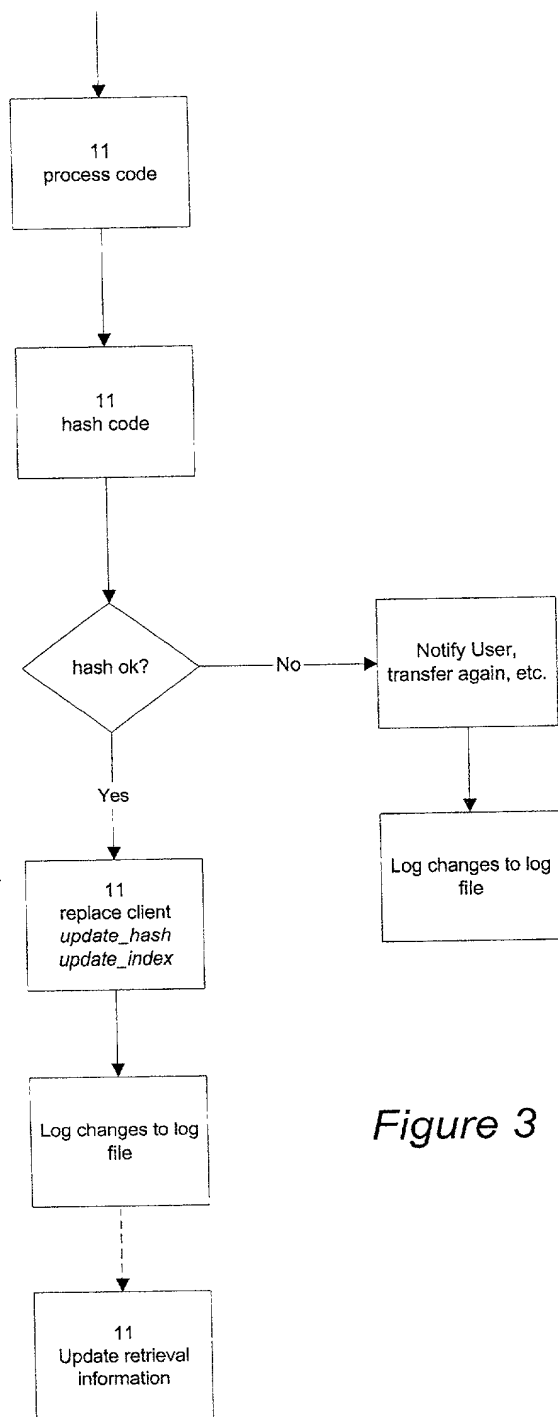 11
process code
11
hash code
hash ok?
No
Notify User,
transfer again, etc.
Yes
Log changes to log
file
11
replace client
update_hash
update_index
Log changes to log
file
Figure 3
11
Update retrieval
information